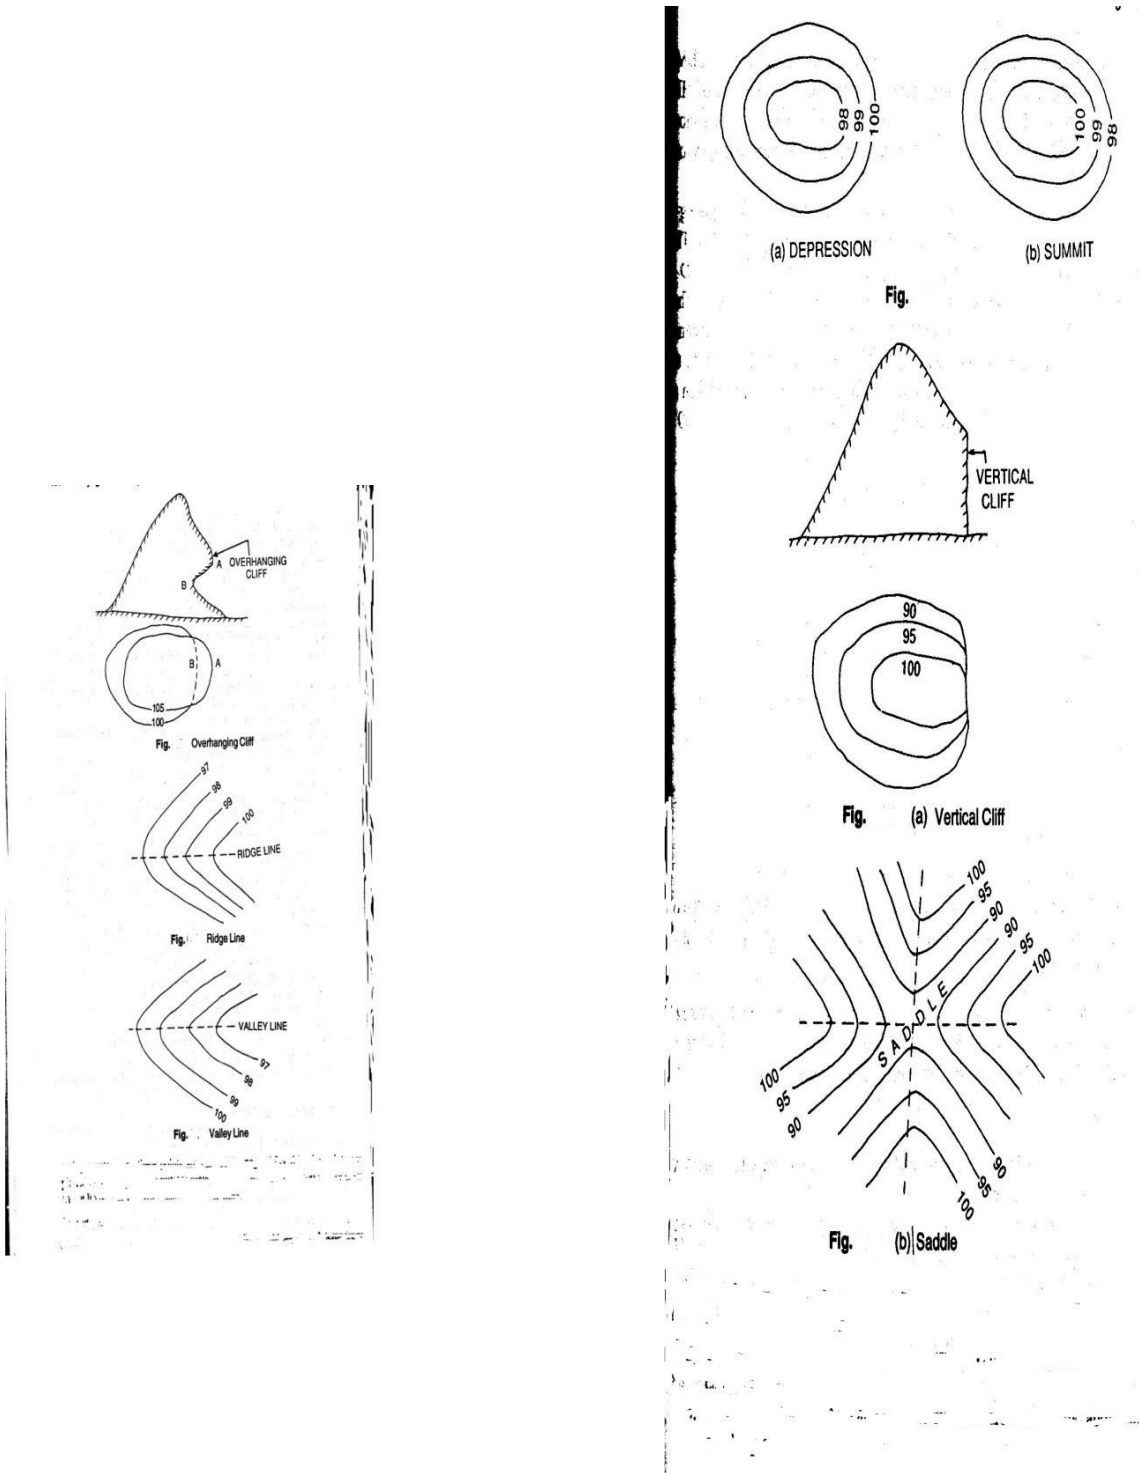 OVERHANGING
CLIFF
A
B
B
A
105
100
Fig. Overhanging Cliff
97
98
99
100
RIDGE LINE
Fig. Ridge Line
VALLEY LINE
97
98
99
100
Fig. Valley Line
98
99
100
100
99
98
(a) DEPRESSION
(b) SUMMIT
Fig.
VERTICAL
CLIFF
90
95
100
Fig. (a) Vertical Cliff
100
95
90
90
95
100
SADDLE
100
95
90
90
95
100
Fig. (b) Saddle